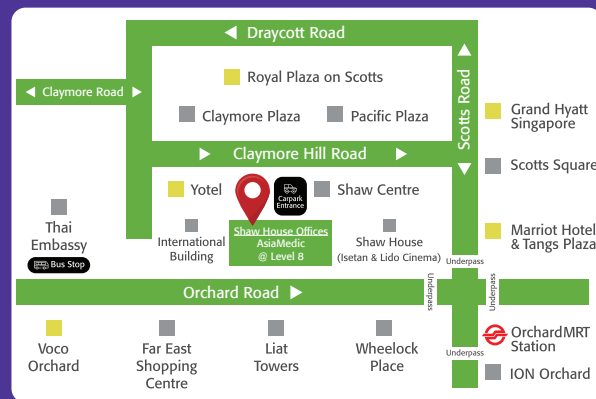 Draycott Road
Claymore Road
Royal Plaza on Scotts
Claymore Plaza
Pacific Plaza
Scotts Road
Grand Hyatt
Singapore
Claymore Hill Road
Scotts Square
Yotel
Carpark
Entrance
Shaw Centre
Thai
Embassy
Bus Stop
International
Building
Shaw House Offices
AsiaMedic
@ Level 8
Shaw House
(Isetan & Lido Cinema)
Marriot Hotel
& Tangs Plaza
Underpass
Orchard Road
Underpass
Underpass
Underpass
Voco
Orchard
Far East
Shopping
Centre
Liat
Towers
Wheelock
Place
OrchardMRT
Station
ION Orchard